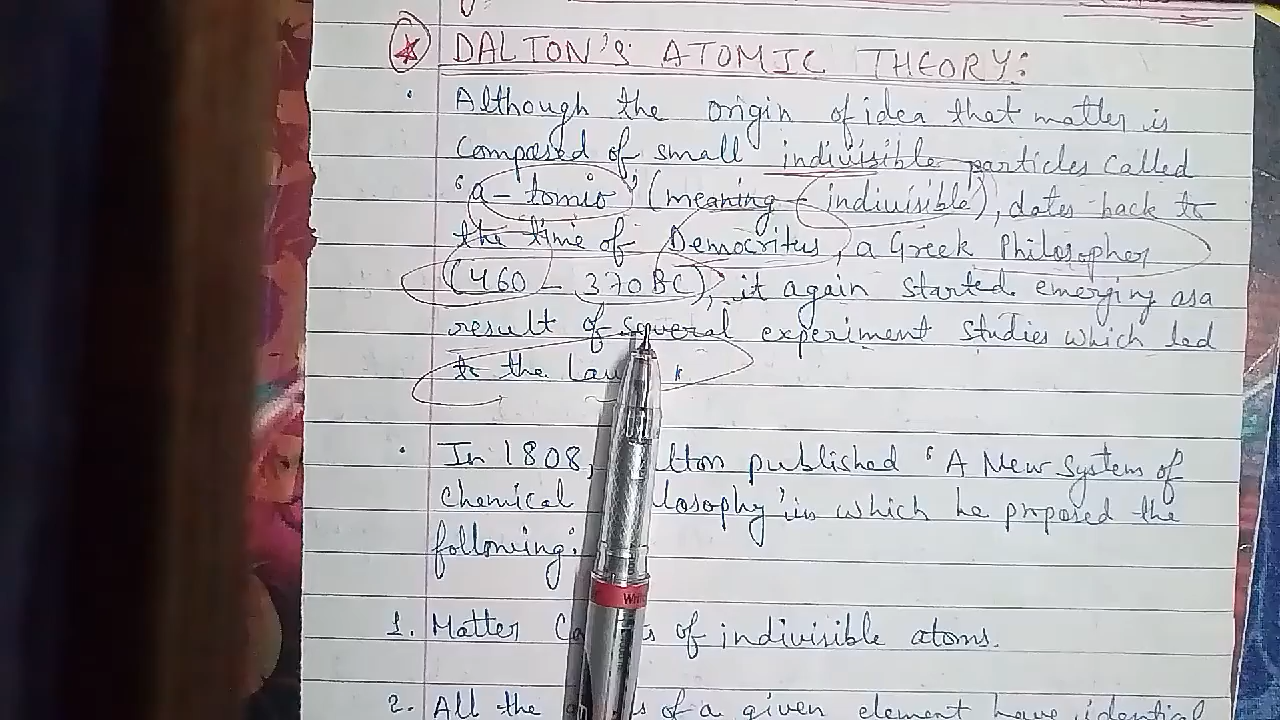 DALTON'S ATOMIC THEORY:
• Although the origin of idea that matter is
composed of small indivisible particles called
'a-tomio' (meaning - indivisible), dates back to
the time of Democritus, a Greek Philosopher
(460 - 370 BC), it again started emerging as a
result of several experiment studies which led
to the
• In 1808, published 'A New System of
Chemical in which he proposed the
following:
1. Matter of indivisible atoms.
2. All the of a given element have